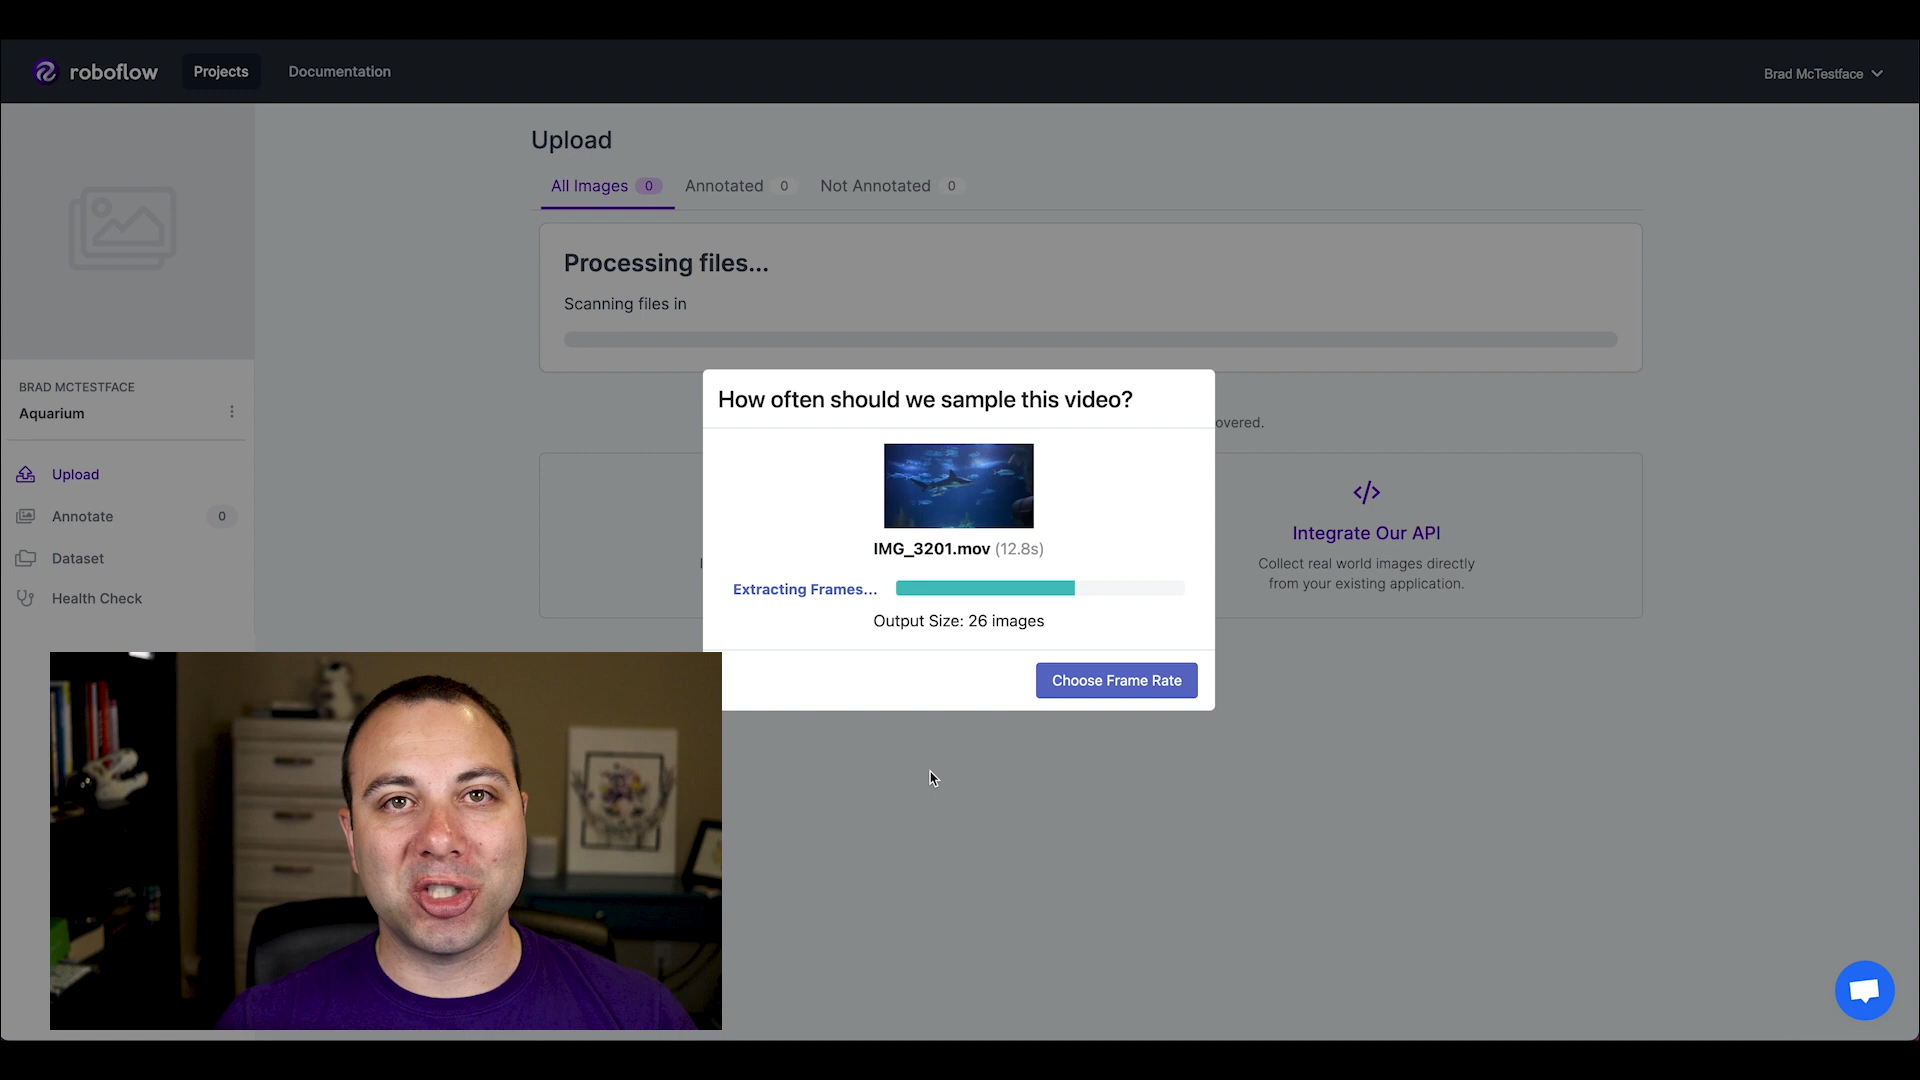 roboflow
Projects
Documentation
Brad McTestface
Upload
All Images 0
Annotated 0
Not Annotated 0
Processing files...
Scanning files in
BRAD MCTESTFACE
Aquarium
Upload
Annotate 0
Dataset
Health Check
How often should we sample this video?
IMG_3201.mov (12.8s)
Extracting Frames...
Output Size: 26 images
Choose Frame Rate
overed.
</>
Integrate Our API
Collect real world images directly
from your existing application.